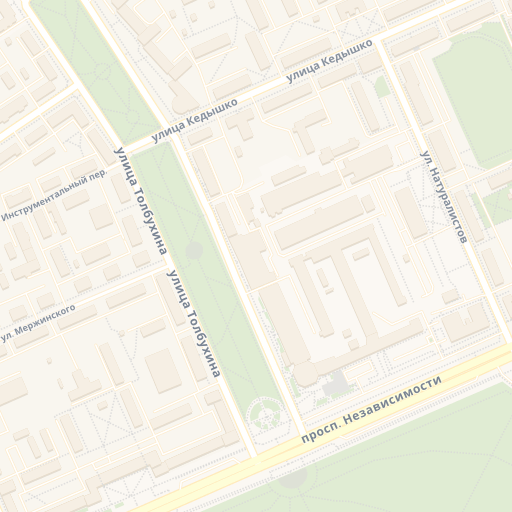 улица Кедышко
улица Кедышко
улица Толбухина
ул. Натуралистов
Инструментальный пер.
улица Толбухина
ул. Мержинского
просп. Независимости